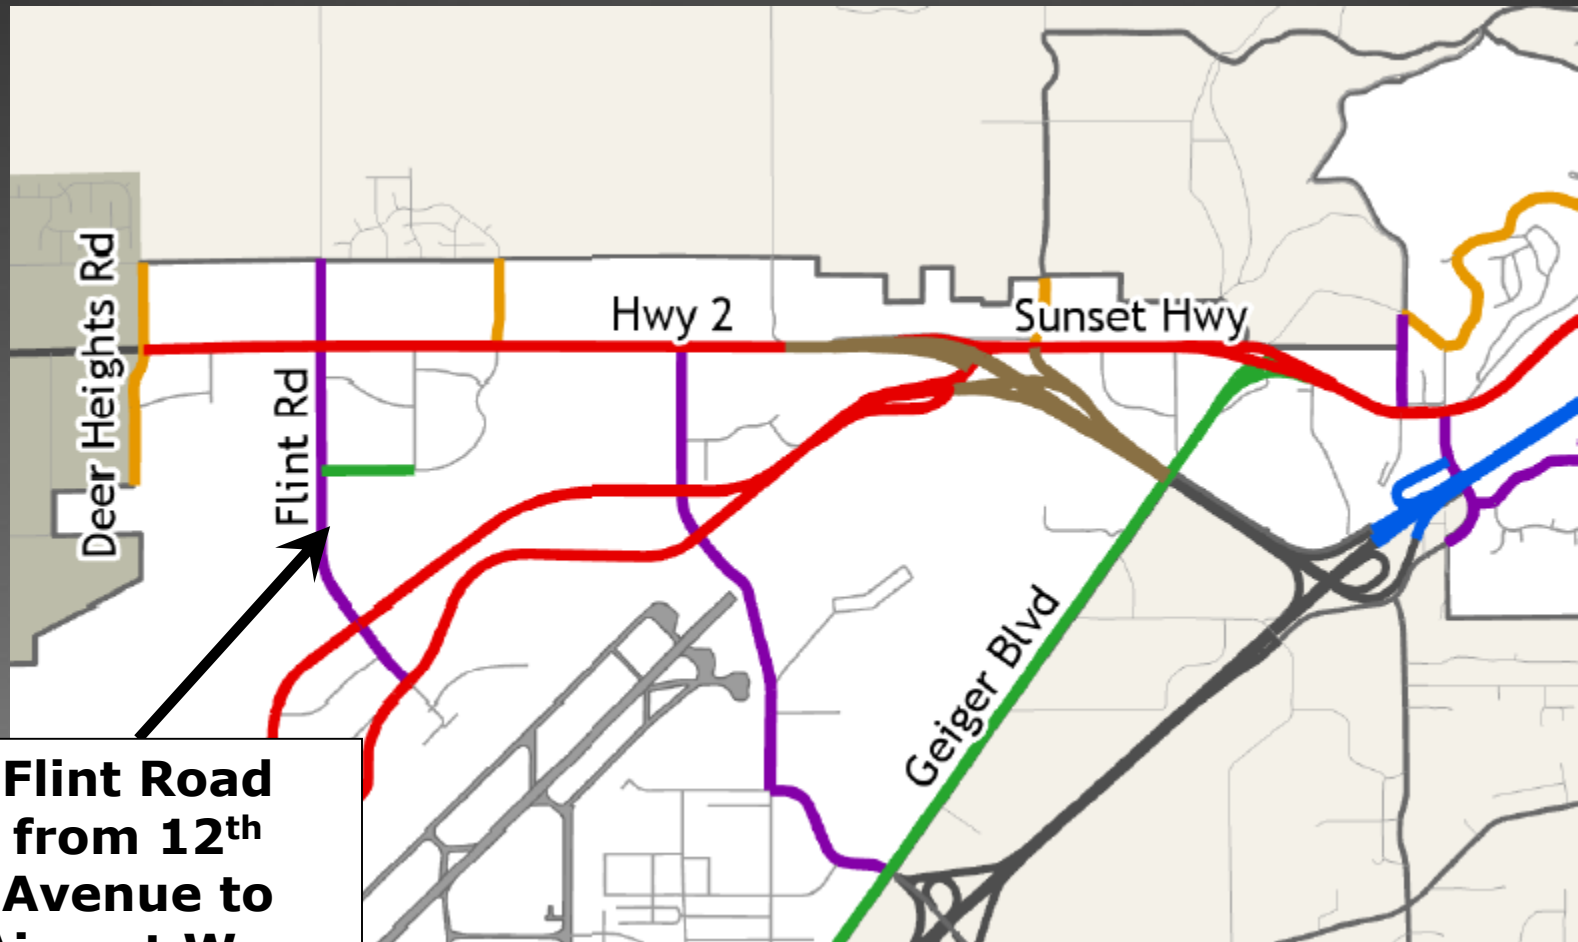 Deer Heights Rd
Flint Rd
Hwy 2
Sunset Hwy
Geiger Blvd
Flint Road
from 12th
Avenue to